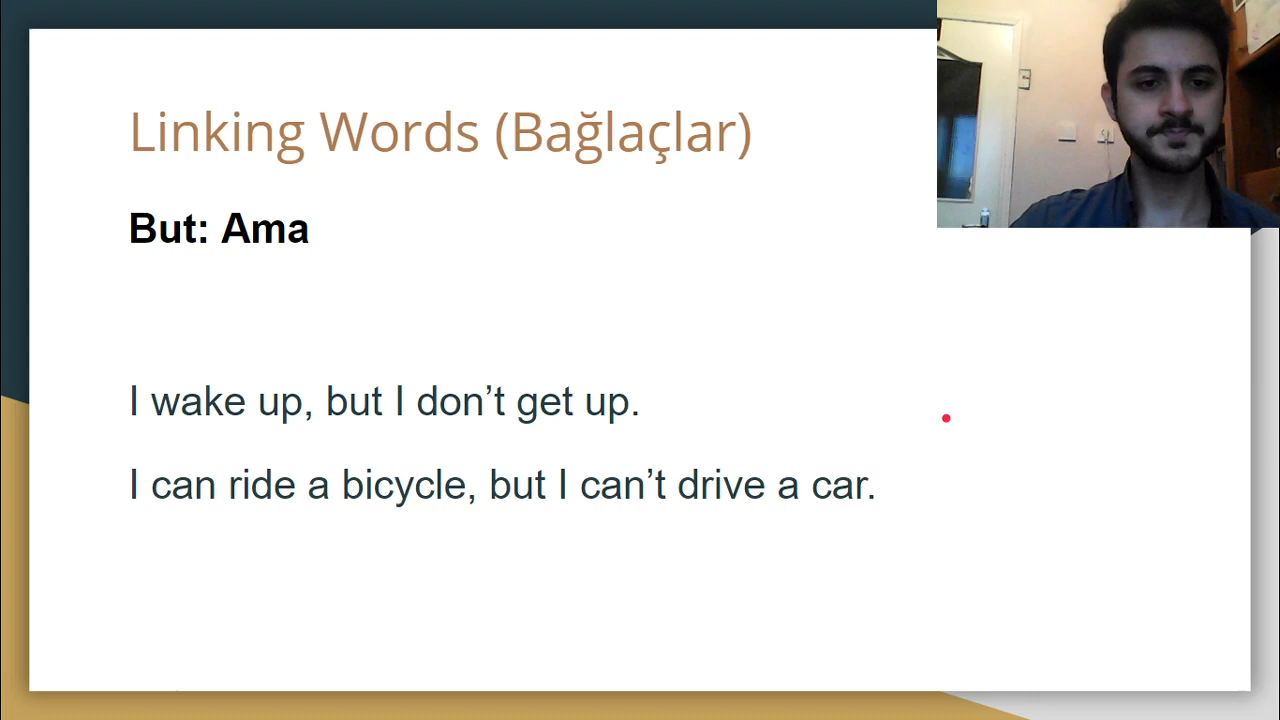 Linking Words (Bağlaçlar)
But: Ama
I wake up, but I don’t get up.
I can ride a bicycle, but I can’t drive a car.